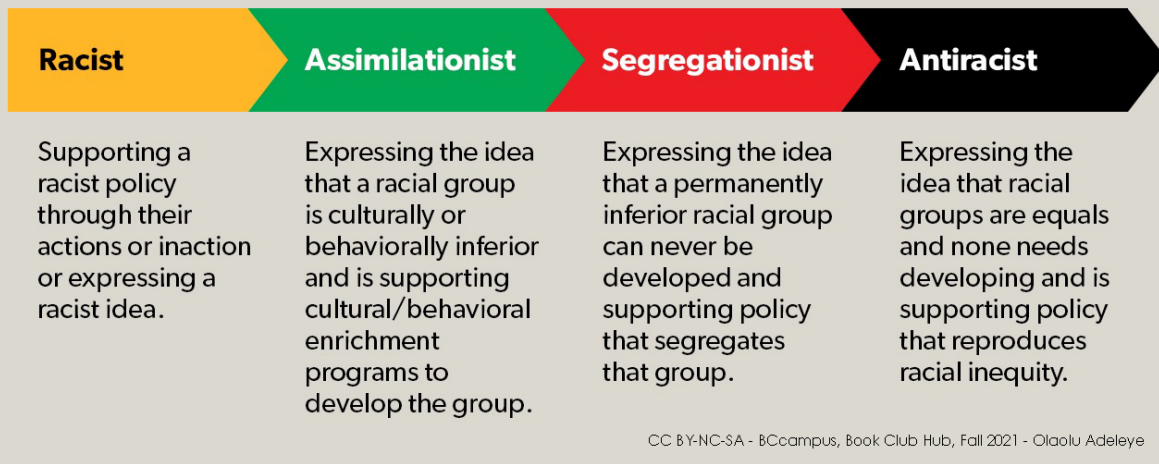 Racist
Supporting a
racist policy
through their
actions or inaction
or expressing a
racist idea.
Assimilationist
Expressing the idea
that a racial group
is culturally or
behaviorally inferior
and is supporting
cultural/behavioral
enrichment
programs to
develop the group.
Segregationist
Expressing the idea
that a permanently
inferior racial group
can never be
developed and
supporting policy
that segregates
that group.
Antiracist
Expressing the
idea that racial
groups are equals
and none needs
developing and is
supporting policy
that reproduces
racial inequity.
CC BY-NC-SA - BCcampus, Book Club Hub, Fall 2021 - Olaolu Adeleye